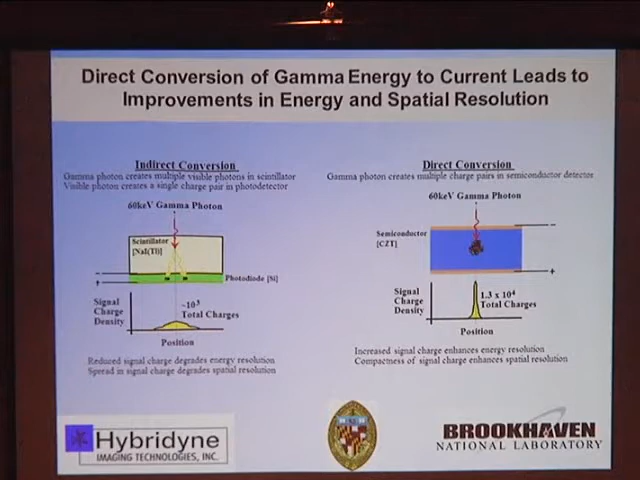 Direct Conversion of Gamma Energy to Current Leads to
Improvements in Energy and Spatial Resolution
Indirect Conversion
Gamma photon creates multiple visible photons in scintillator
Visible photon creates a single charge pair in photodetector
60keV Gamma Photon
Scintillator
[NaI(Tl)]
Photodiode [Si]
Signal
Charge
Density
~10³
Total Charges
Position
Reduced signal charge degrades energy resolution
Spread in signal charge degrades spatial resolution
Direct Conversion
Gamma photon creates multiple charge pairs in semiconductor detector
60keV Gamma Photon
Semiconductor
[CZT]
Signal
Charge
Density
1.3 x 10⁴
Total Charges
Position
Increased signal charge enhances energy resolution
Compactness of signal charge enhances spatial resolution
Hybridyne
IMAGING TECHNOLOGIES, INC.
BROOKHAVEN
NATIONAL LABORATORY